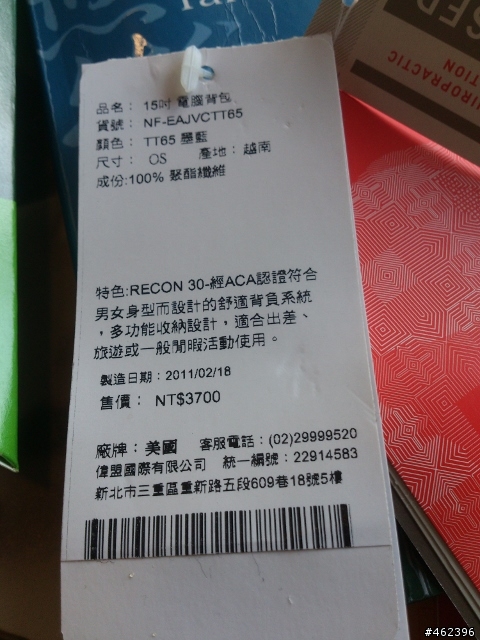 品名： 15吋 電腦背包
貨號： NF-EAJVCTT65
顏色： TT65 墨藍
尺寸： OS 產地：越南
成份:100% 聚酯纖維
特色:RECON 30-經ACA認證符合
男女身型而設計的舒適背負系統
，多功能收納設計，適合出差、
旅遊或一般閒暇活動使用。
製造日期：2011/02/18
售價： NT$3700
廠牌：美國 客服電話：(02)29999520
偉盟國際有限公司 統一編號：22914583
新北市三重區重新路五段609巷18號5樓
#462396